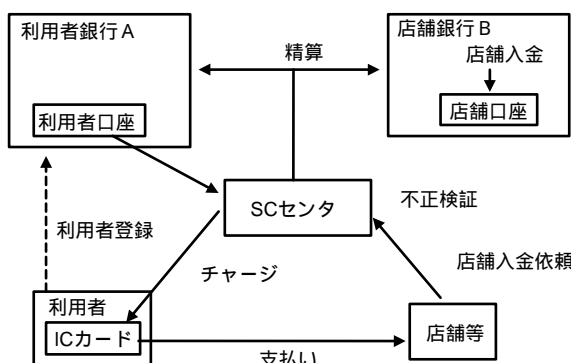 利用者銀行A
利用者口座
精算
店舗銀行B
店舗入金
店舗口座
SCセンタ
不正検証
利用者登録
チャージ
店舗入金依頼
利用者
ICカード
支払い
店舗等